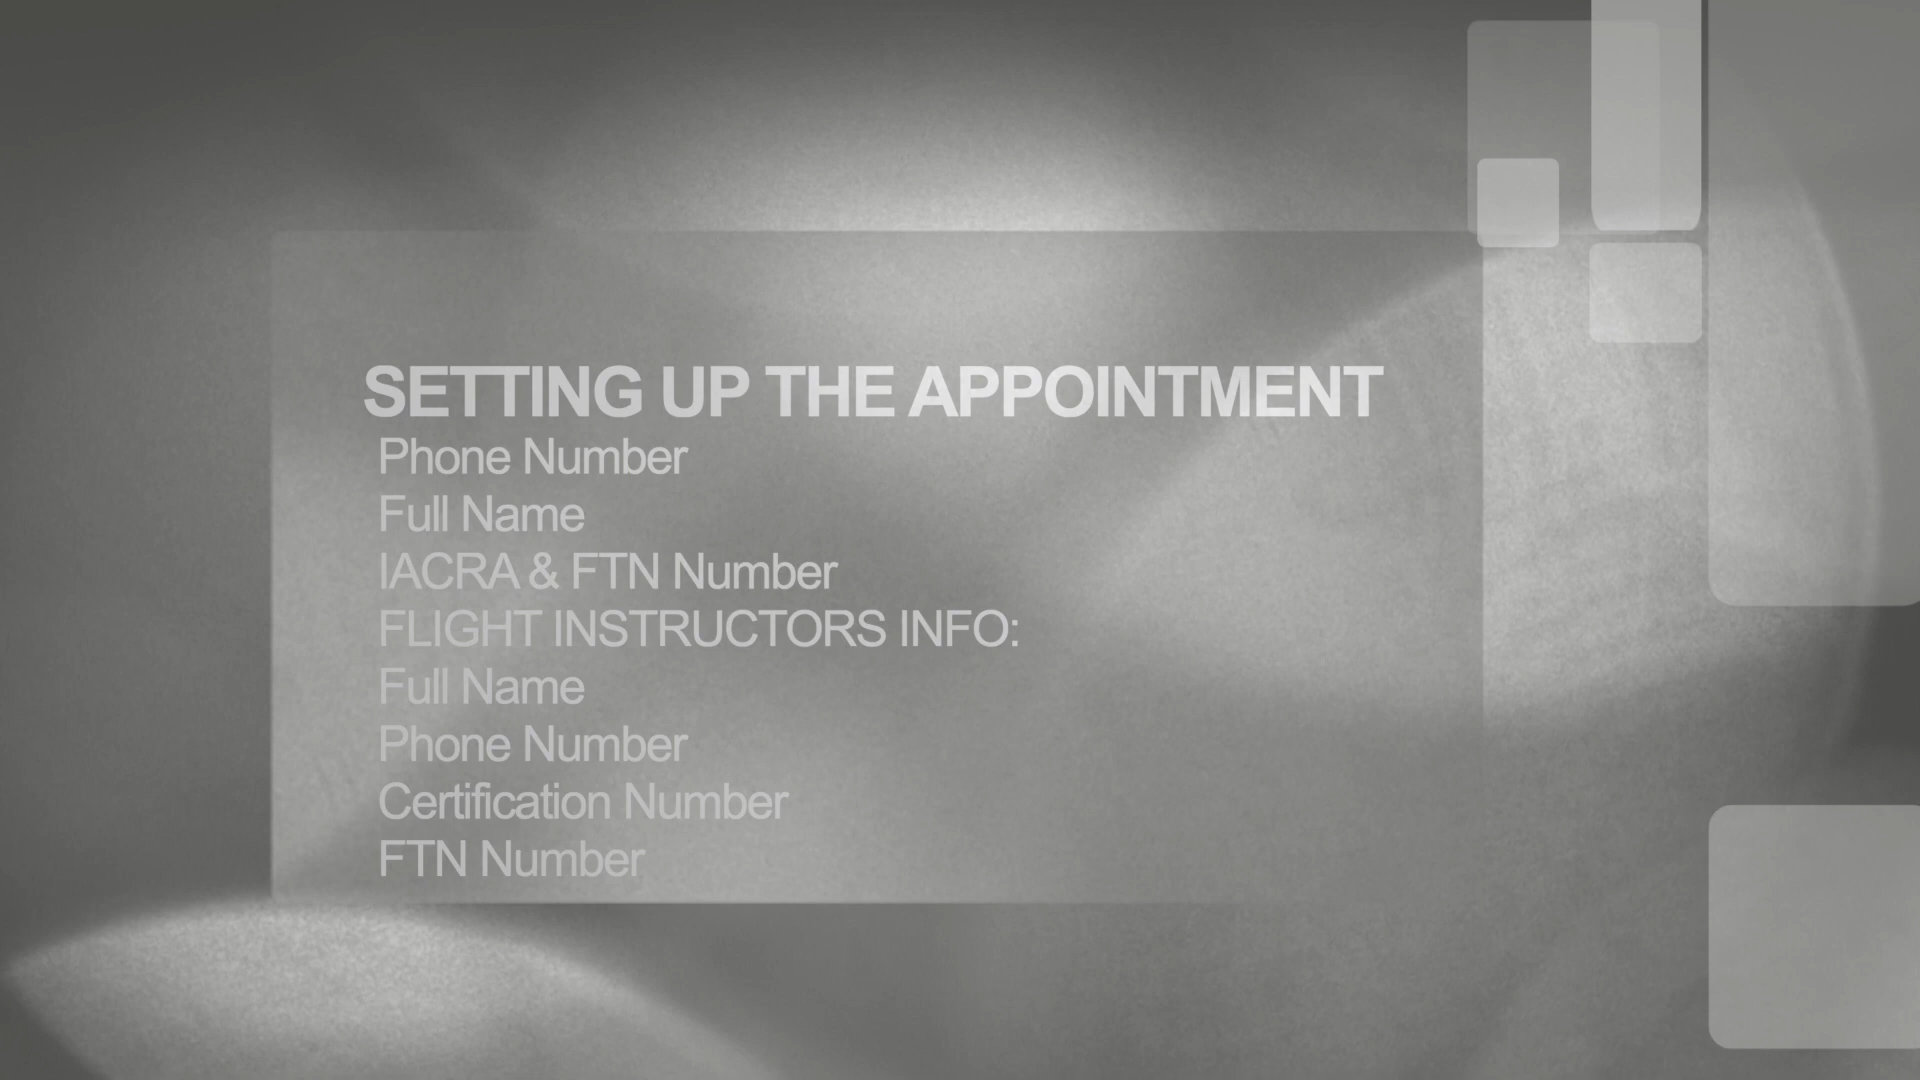 SETTING UP THE APPOINTMENT
Phone Number
Full Name
IACRA & FTN Number
FLIGHT INSTRUCTORS INFO:
Full Name
Phone Number
Certification Number
FTN Number